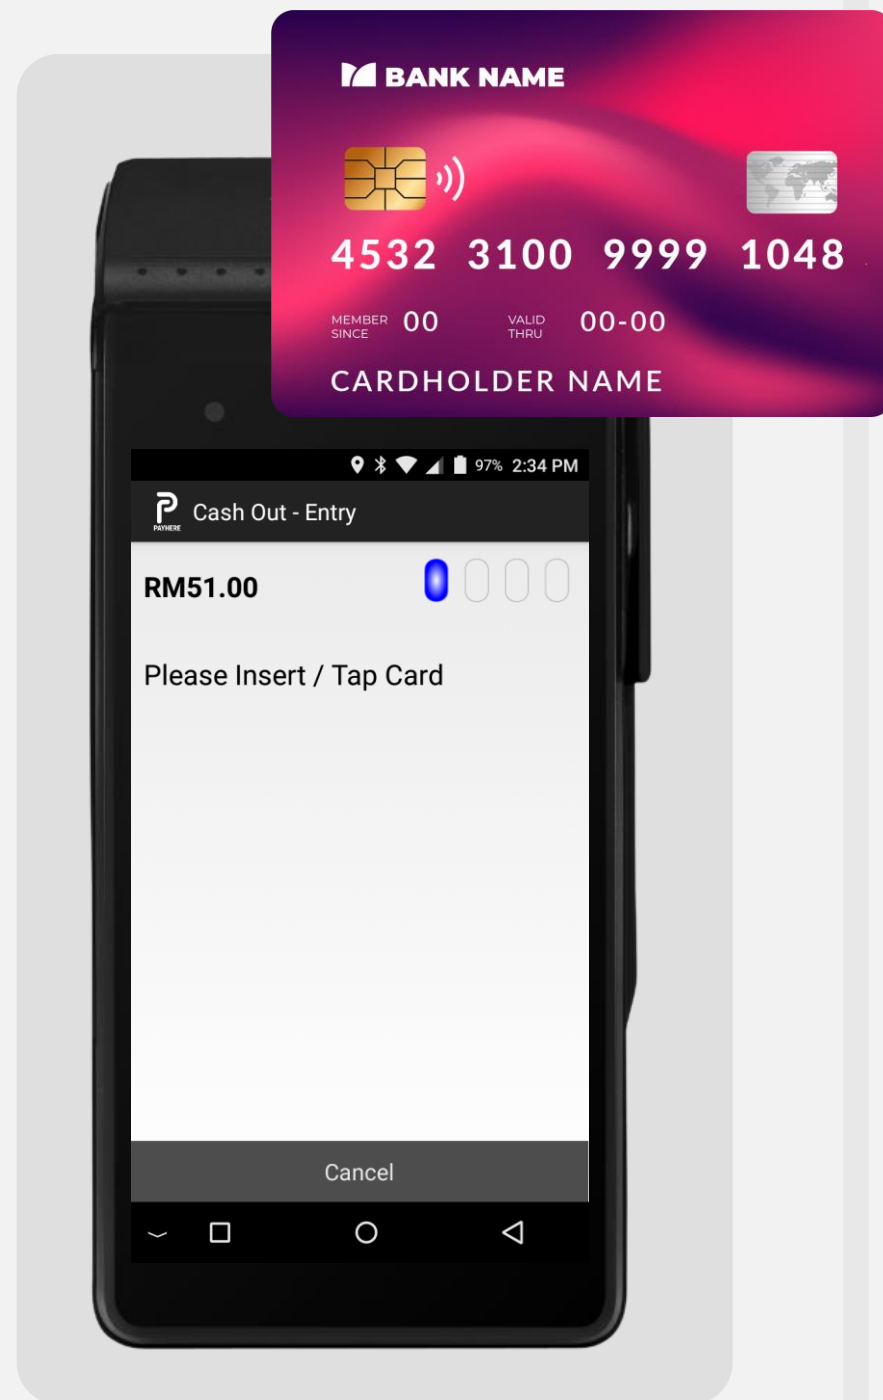 BANK NAME
4532 3100 9999 1048
MEMBER SINCE 00 VALID THRU 00-00
CARDHOLDER NAME
97% 2:34 PM
PAYHERE Cash Out - Entry
RM51.00
Please Insert / Tap Card
Cancel